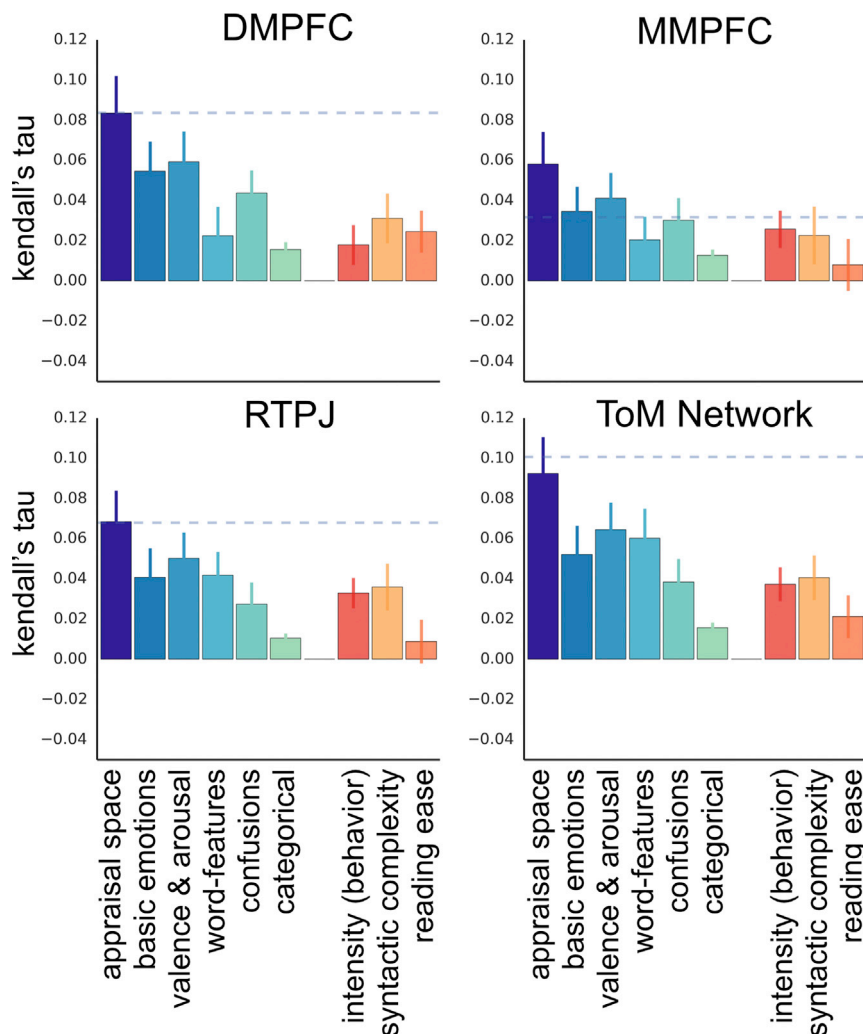 DMPFC
MMPFC
kendall's tau
0.12
0.10
0.08
0.06
0.04
0.02
0.00
−0.02
−0.04
0.12
0.10
0.08
0.06
0.04
0.02
0.00
−0.02
−0.04
RTPJ
ToM Network
kendall's tau
0.12
0.10
0.08
0.06
0.04
0.02
0.00
−0.02
−0.04
0.12
0.10
0.08
0.06
0.04
0.02
0.00
−0.02
−0.04
appraisal space
basic emotions
valence & arousal
word-features
confusions
categorical
intensity (behavior)
syntactic complexity
reading ease
appraisal space
basic emotions
valence & arousal
word-features
confusions
categorical
intensity (behavior)
syntactic complexity
reading ease